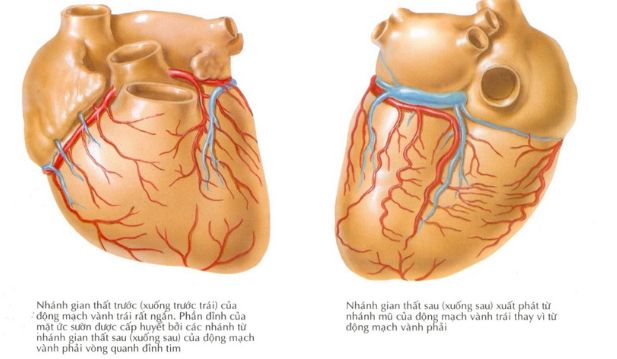 Nhánh gian thất trước (xuống trước trái) của
động mạch vành trái rất ngắn. Phần đỉnh của
mặt ức sườn được cấp huyết bởi các nhánh từ
nhánh gian thất sau (xuống sau) của động mạch
vành phải vòng quanh đỉnh tim
Nhánh gian thất sau (xuống sau) xuất phát từ
nhánh mũ của động mạch vành trái thay vì từ
động mạch vành phải